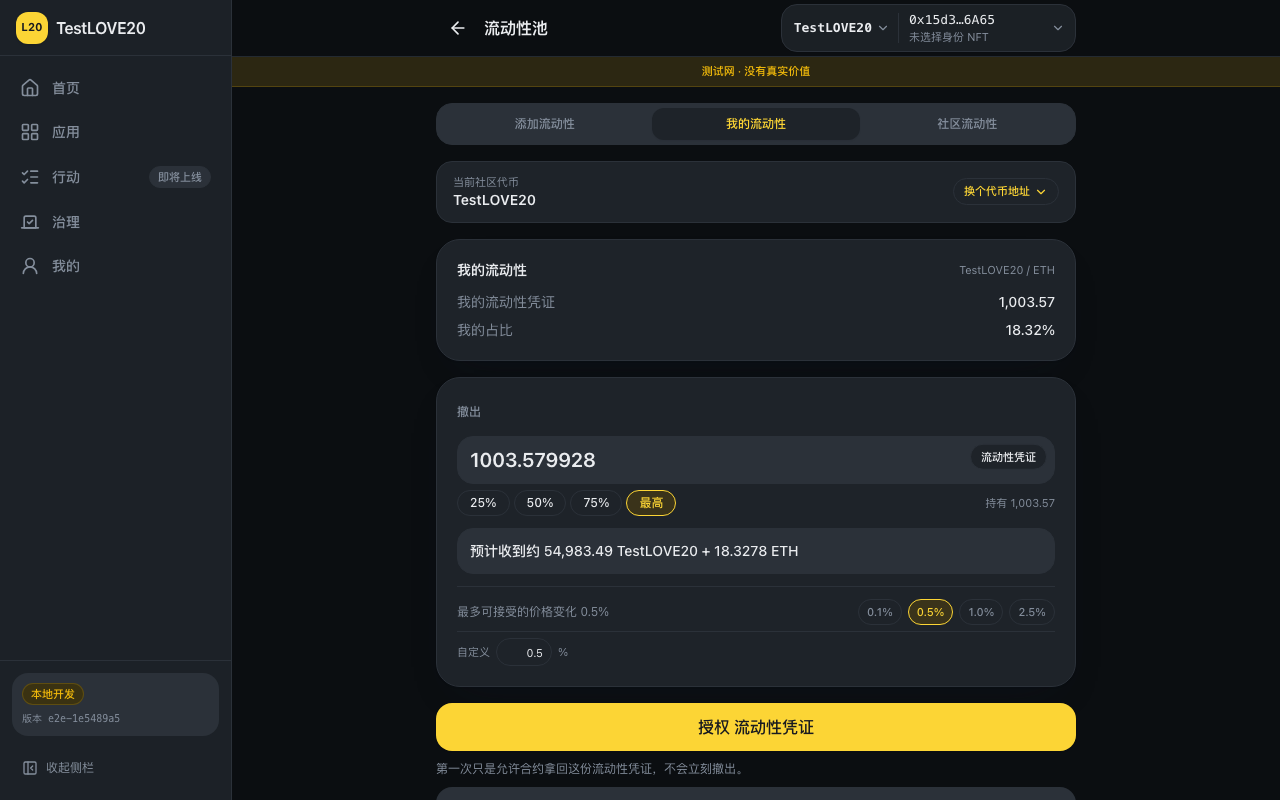 L20 TestLOVE20
首页
应用
行动 即将上线
治理
我的
本地开发
版本 e2e-1e5489a5
收起侧栏
流动性池
TestLOVE20
0x15d3…6A65
未选择身份 NFT
测试网 · 没有真实价值
添加流动性 我的流动性 社区流动性
当前社区代币
TestLOVE20
换个代币地址
我的流动性 TestLOVE20 / ETH
我的流动性凭证 1,003.57
我的占比 18.32%
撤出
1003.579928 流动性凭证
25% 50% 75% 最高 持有 1,003.57
预计收到约 54,983.49 TestLOVE20 + 18.3278 ETH
最多可接受的价格变化 0.5% 0.1% 0.5% 1.0% 2.5%
自定义 0.5 %
授权 流动性凭证
第一次只是允许合约拿回这份流动性凭证，不会立刻撤出。